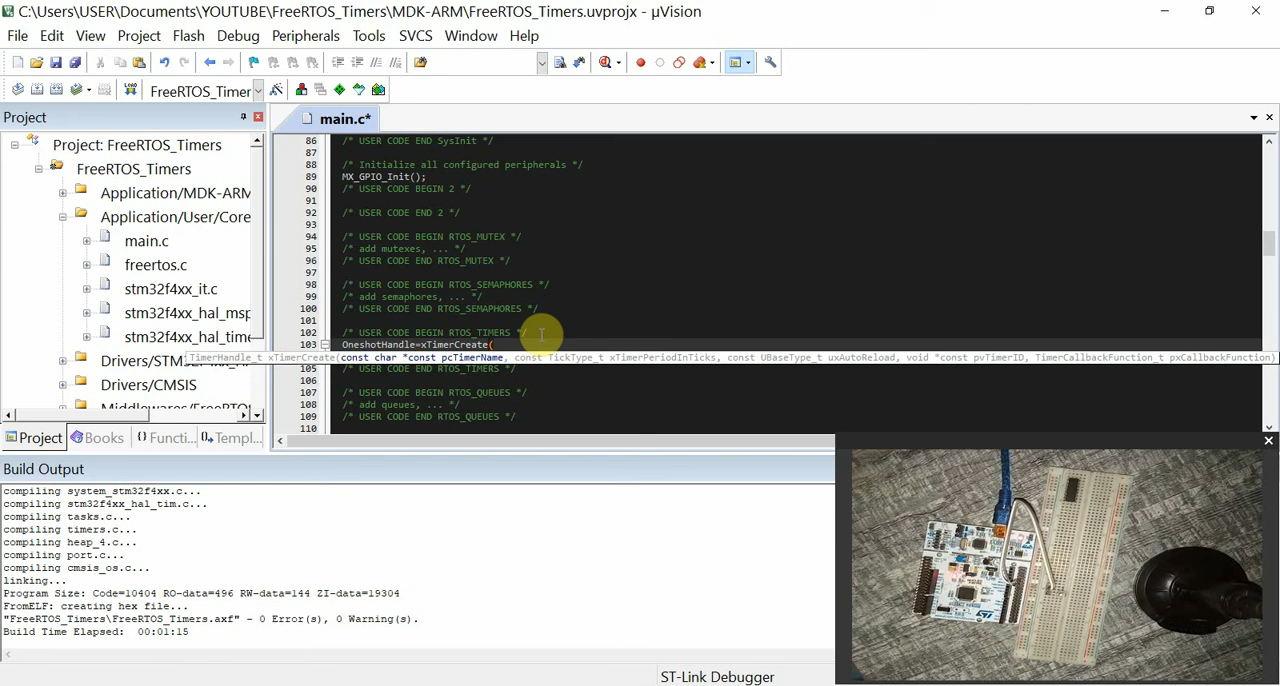 C:\Users\USER\Documents\YOUTUBE\FreeRTOS_Timers\MDK-ARM\FreeRTOS_Timers.uvprojx - µVision
File Edit View Project Flash Debug Peripherals Tools SVCS Window Help
LOAD FreeRTOS_Timer
Project
main.c*
Project: FreeRTOS_Timers
FreeRTOS_Timers
Application/MDK-ARM
Application/User/Core
main.c
freertos.c
stm32f4xx_it.c
stm32f4xx_hal_msp
stm32f4xx_hal_time
Drivers/STM
Drivers/CMSIS
Project Books Functi... Templ...
86 /* USER CODE END SysInit */
87
88 /* Initialize all configured peripherals */
89 MX_GPIO_Init();
90 /* USER CODE BEGIN 2 */
91
92 /* USER CODE END 2 */
93
94 /* USER CODE BEGIN RTOS_MUTEX */
95 /* add mutexes, ... */
96 /* USER CODE END RTOS_MUTEX */
97
98 /* USER CODE BEGIN RTOS_SEMAPHORES */
99 /* add semaphores, ... */
100 /* USER CODE END RTOS_SEMAPHORES */
101
102 /* USER CODE BEGIN RTOS_TIMERS */
103 OneshotHandle=xTimerCreate(
TimerHandle_t xTimerCreate(const char *const pcTimerName, const TickType_t xTimerPeriodInTicks, const UBaseType_t uxAutoReload, void *const pvTimerID, TimerCallbackFunction_t pxCallbackFunction)
105 /* USER CODE END RTOS_TIMERS */
106
107 /* USER CODE BEGIN RTOS_QUEUES */
108 /* add queues, ... */
109 /* USER CODE END RTOS_QUEUES */
110
Build Output
compiling system_stm32f4xx.c...
compiling stm32f4xx_hal_tim.c...
compiling tasks.c...
compiling timers.c...
compiling heap_4.c...
compiling port.c...
compiling cmsis_os.c...
linking...
Program Size: Code=10404 RO-data=496 RW-data=144 ZI-data=19304
FromELF: creating hex file...
"FreeRTOS_Timers\FreeRTOS_Timers.axf" - 0 Error(s), 0 Warning(s).
Build Time Elapsed: 00:01:15
ST-Link Debugger